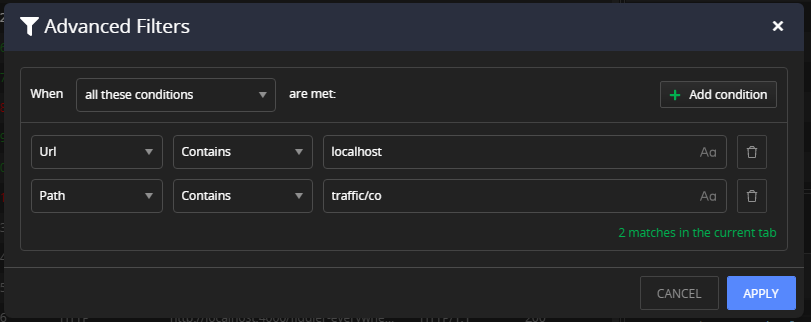 Advanced Filters
When all these conditions are met: Add condition
Url Contains localhost Aa
Path Contains traffic/co Aa
2 matches in the current tab
CANCEL APPLY